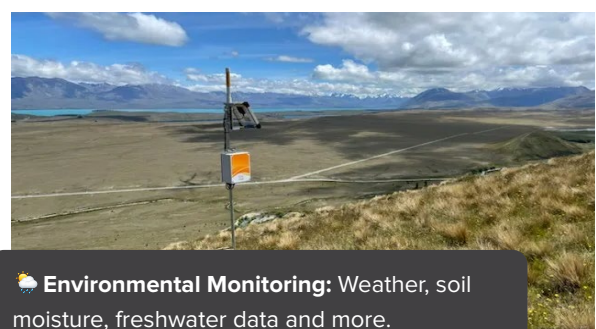 🌦️ Environmental Monitoring: Weather, soil
moisture, freshwater data and more.